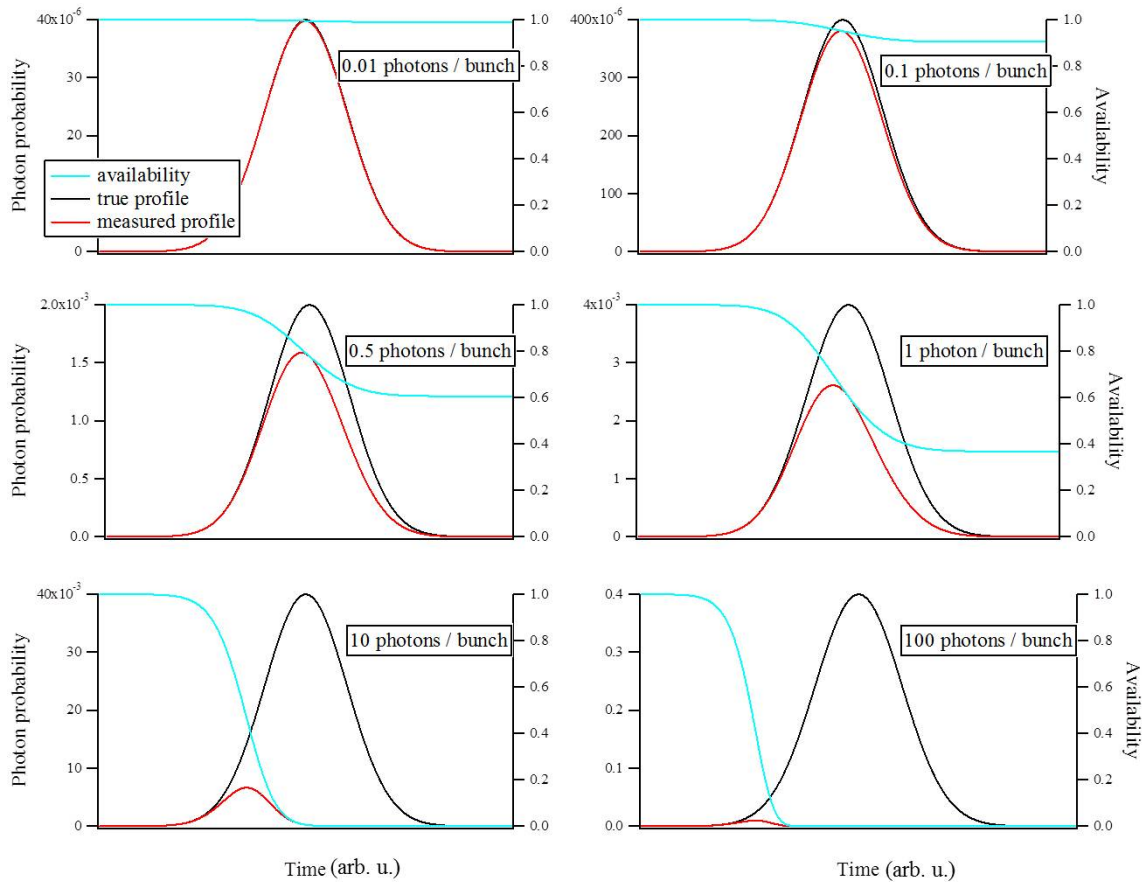 40x10-6
30
20
10
0
Photon probability
1.0
0.8
0.6
0.4
0.2
0.0
0.01 photons / bunch
availability
true profile
measured profile
400x10-6
300
200
100
0
1.0
0.8
0.6
0.4
0.2
0.0
Availability
0.1 photons / bunch
2.0x10-3
1.5
1.0
0.5
0.0
Photon probability
1.0
0.8
0.6
0.4
0.2
0.0
0.5 photons / bunch
4x10-3
3
2
1
0
1.0
0.8
0.6
0.4
0.2
0.0
Availability
1 photon / bunch
40x10-3
30
20
10
0
Photon probability
1.0
0.8
0.6
0.4
0.2
0.0
10 photons / bunch
Time (arb. u.)
0.4
0.3
0.2
0.1
0.0
1.0
0.8
0.6
0.4
0.2
0.0
Availability
100 photons / bunch
Time (arb. u.)